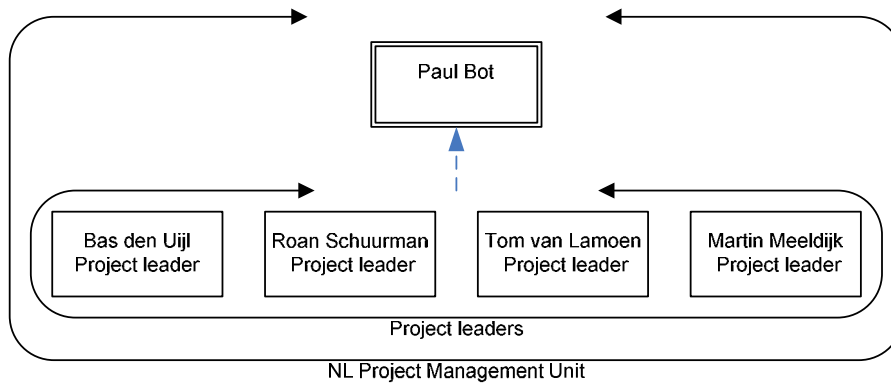 Paul Bot
Bas den Uijl
Project leader
Roan Schuurman
Project leader
Tom van Lamoen
Project leader
Martin Meeldijk
Project leader
Project leaders
NL Project Management Unit